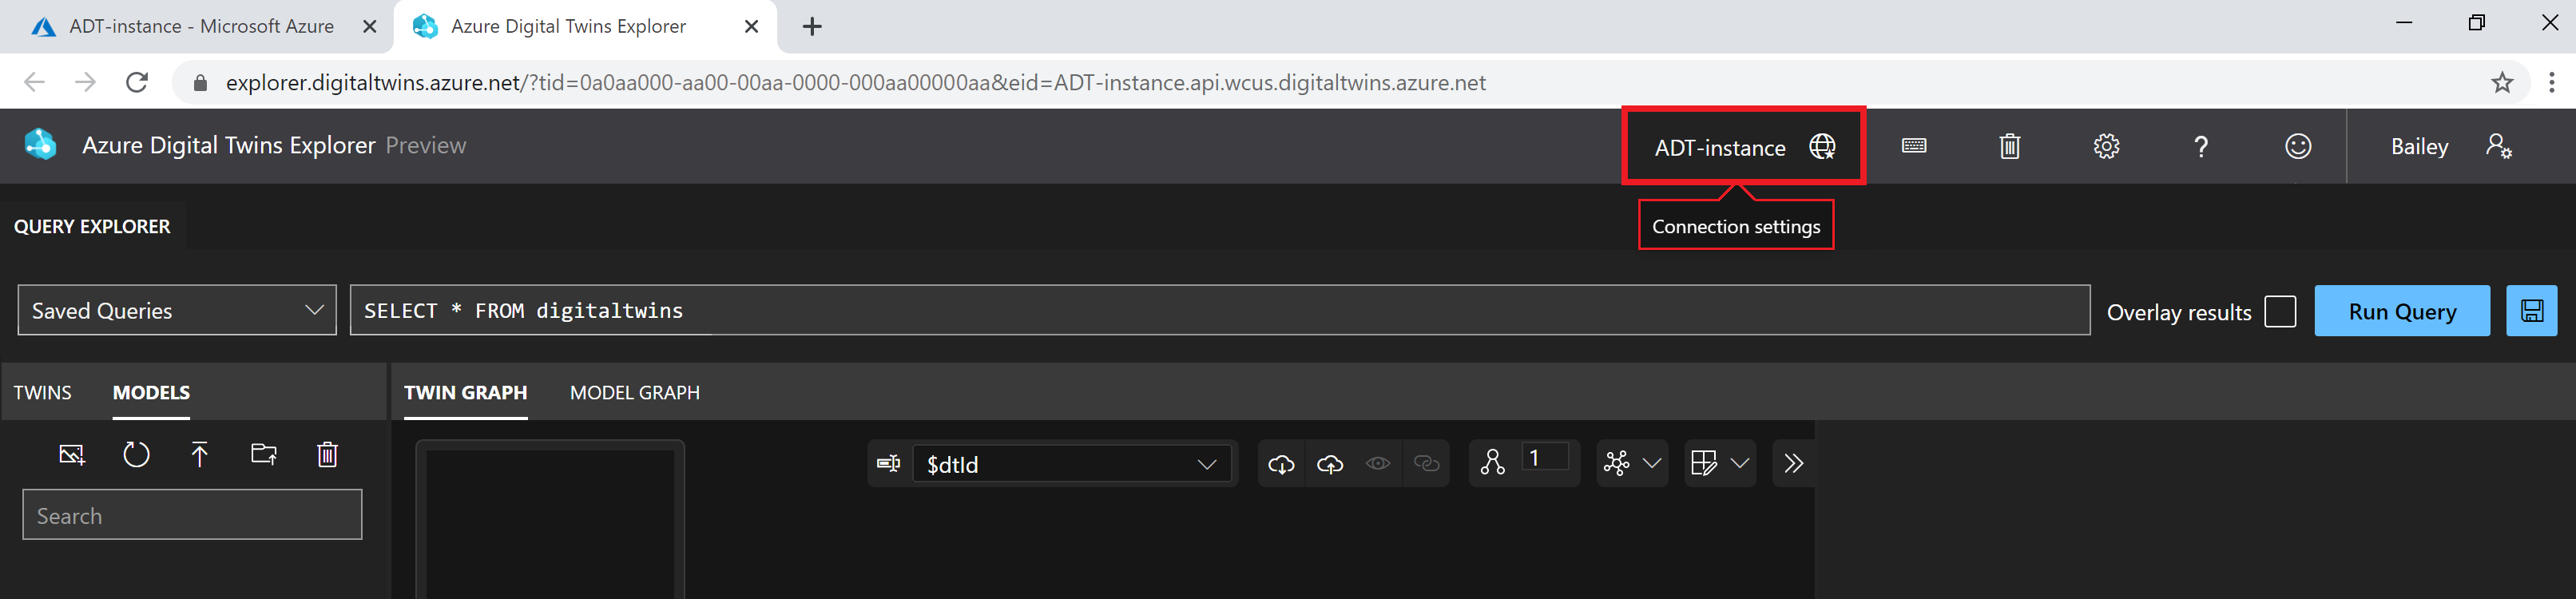 ADT-instance - Microsoft Azure
Azure Digital Twins Explorer
explorer.digitaltwins.azure.net/?tid=0a0aa000-aa00-00aa-0000-000aa00000aa&eid=ADT-instance.api.wcus.digitaltwins.azure.net
Azure Digital Twins Explorer Preview
ADT-instance
?
Bailey
Connection settings
QUERY EXPLORER
Saved Queries
SELECT * FROM digitaltwins
Overlay results
Run Query
TWINS
MODELS
TWIN GRAPH
MODEL GRAPH
$dtId
1
Search